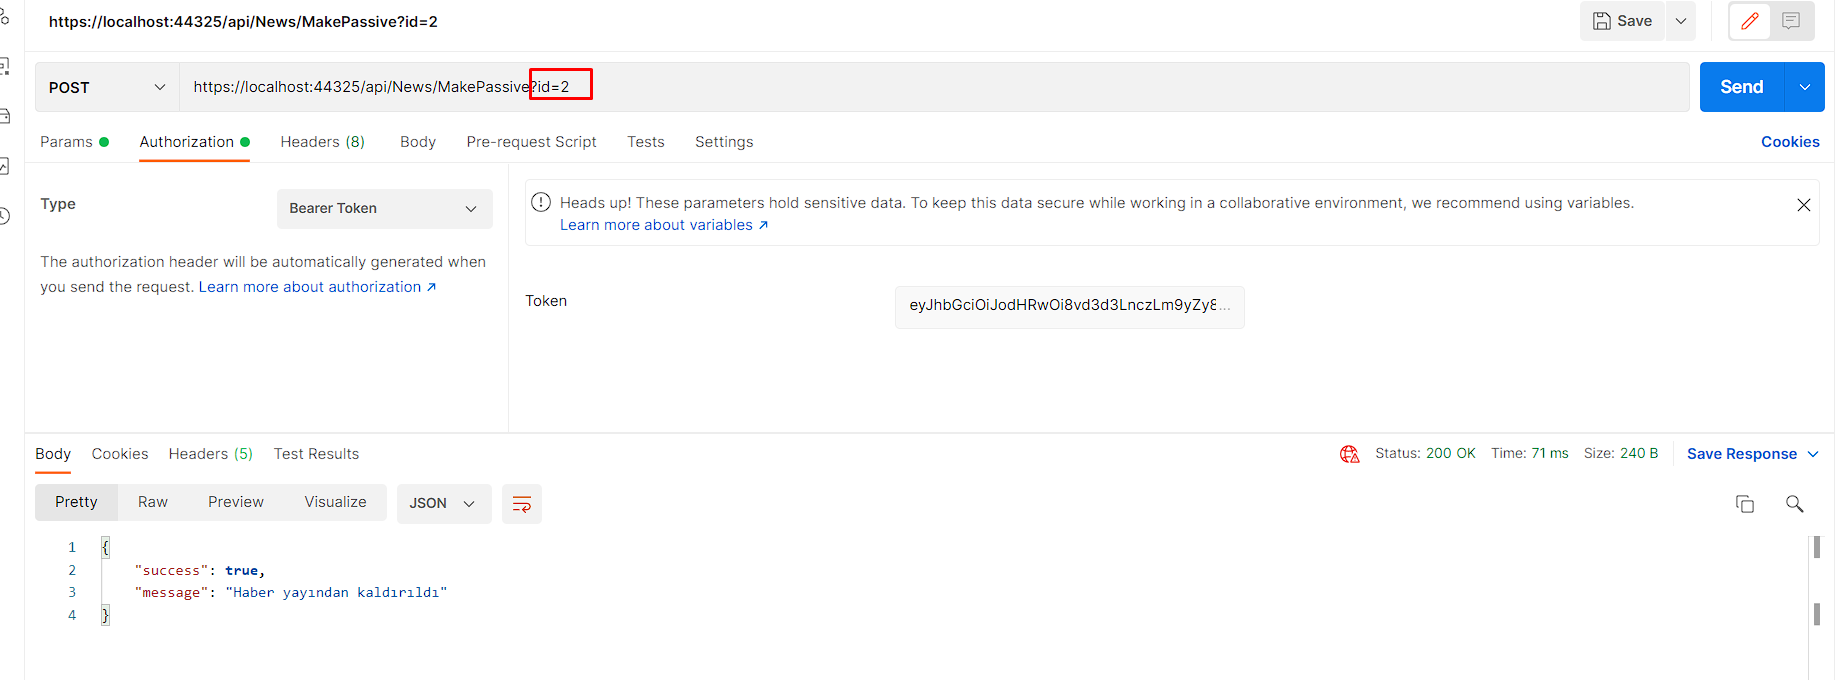 https://localhost:44325/api/News/MakePassive?id=2
Save
POST
https://localhost:44325/api/News/MakePassive?id=2
Send
Params
Authorization
Headers (8)
Body
Pre-request Script
Tests
Settings
Cookies
Type
Bearer Token
The authorization header will be automatically generated when
you send the request. Learn more about authorization ↗
Heads up! These parameters hold sensitive data. To keep this data secure while working in a collaborative environment, we recommend using variables.
Learn more about variables ↗
Token
eyJhbGciOiJodHRwOi8vd3d3LnczLm9yZy8...
Body
Cookies
Headers (5)
Test Results
Status: 200 OK
Time: 71 ms
Size: 240 B
Save Response
Pretty
Raw
Preview
Visualize
JSON
1 {
2 "success": true,
3 "message": "Haber yayından kaldırıldı"
4 }